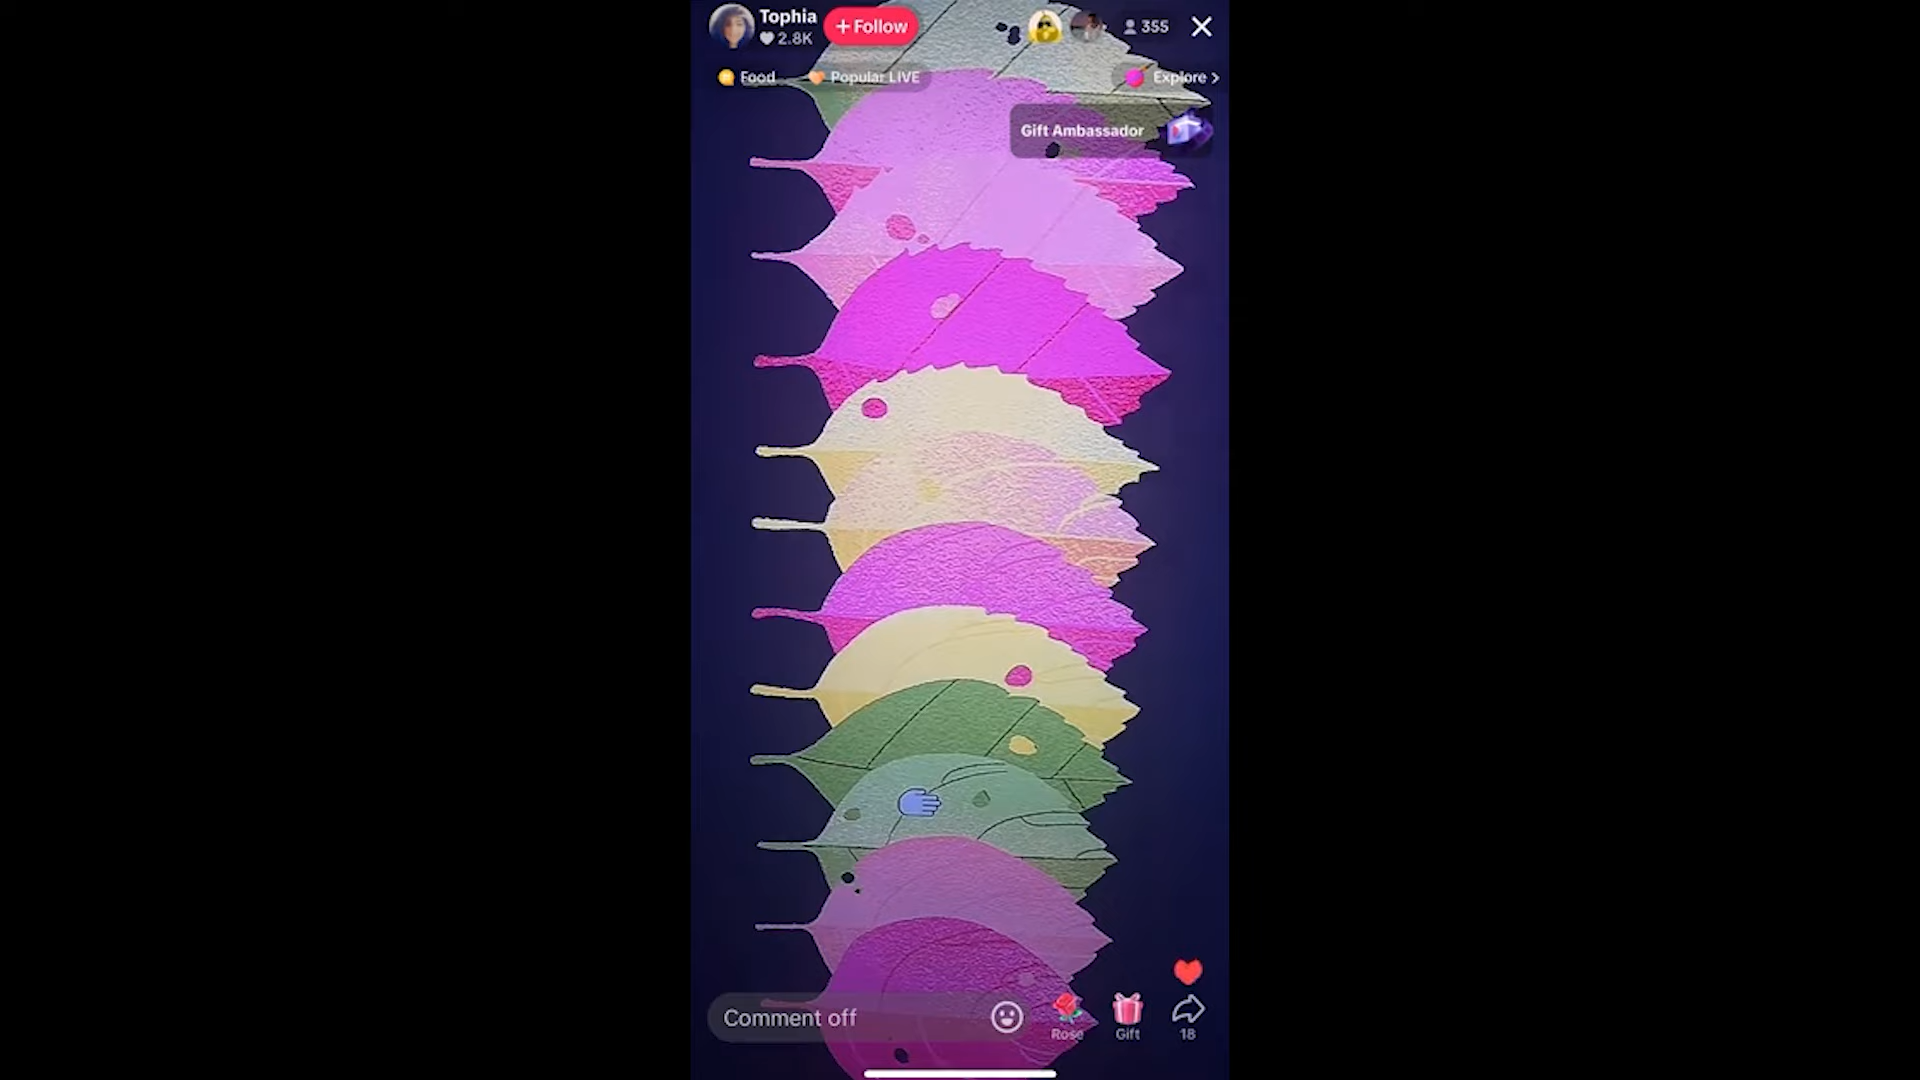 Tophia
2.8K
+ Follow
355
Food
Popular LIVE
Explore >
Gift Ambassador
Comment off
Rose
Gift
18